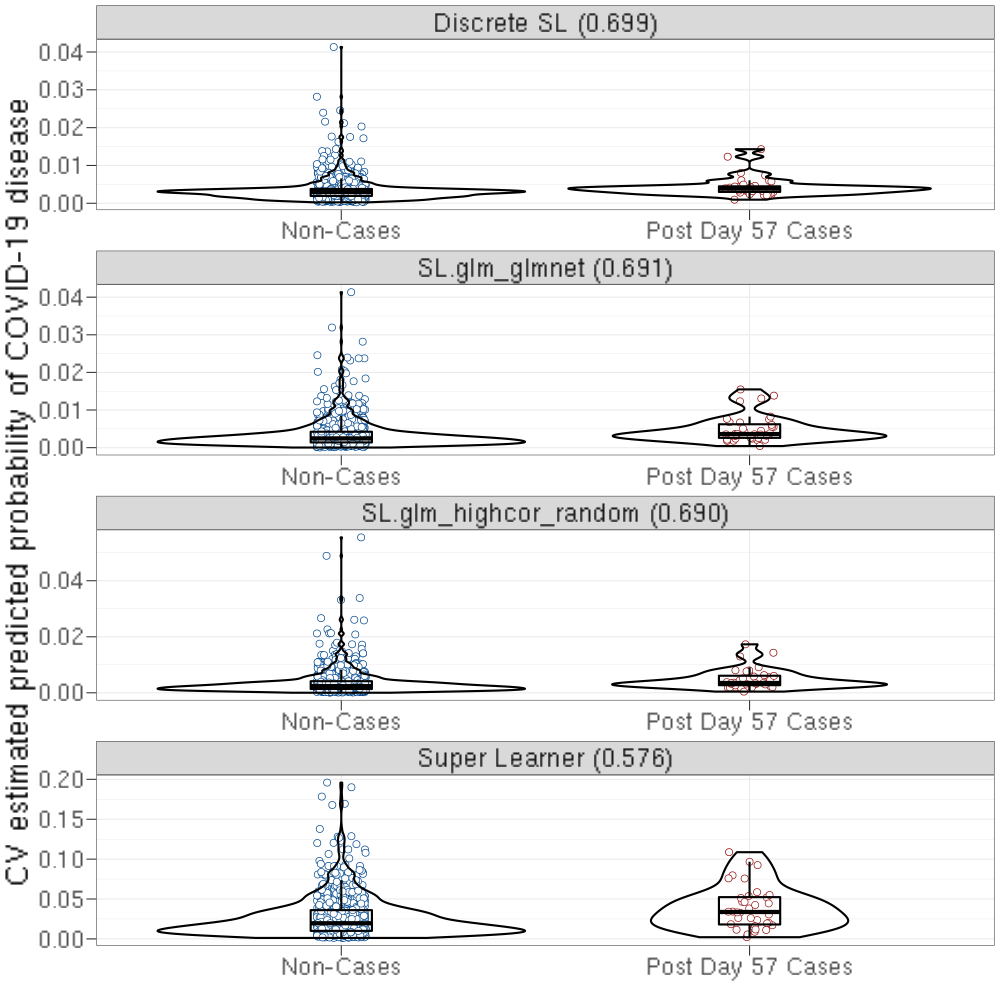 CV estimated predicted probability of COVID-19 disease
Discrete SL (0.699)
0.04
0.03
0.02
0.01
0.00
Non-Cases
Post Day 57 Cases
SL.glm_glmnet (0.691)
0.04
0.03
0.02
0.01
0.00
Non-Cases
Post Day 57 Cases
SL.glm_highcor_random (0.690)
0.04
0.02
0.00
Non-Cases
Post Day 57 Cases
Super Learner (0.576)
0.20
0.15
0.10
0.05
0.00
Non-Cases
Post Day 57 Cases